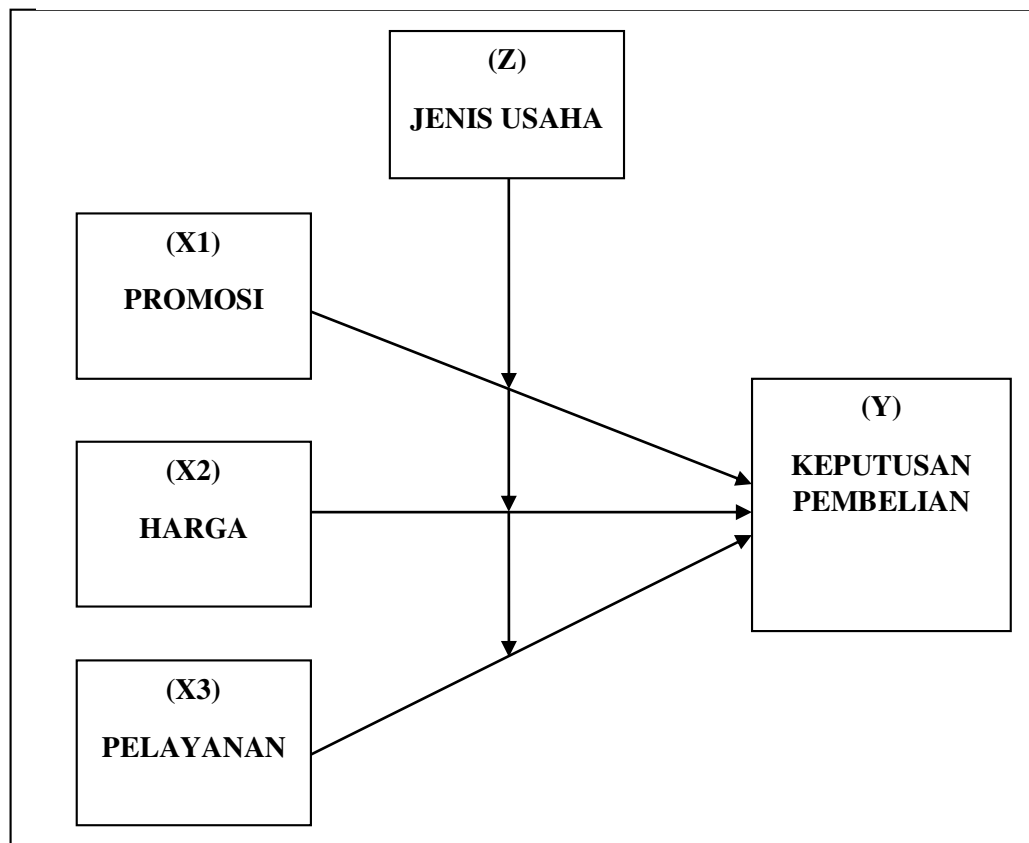 (Z)
JENIS USAHA
(X1)
PROMOSI
(X2)
HARGA
(X3)
PELAYANAN
(Y)
KEPUTUSAN
PEMBELIAN